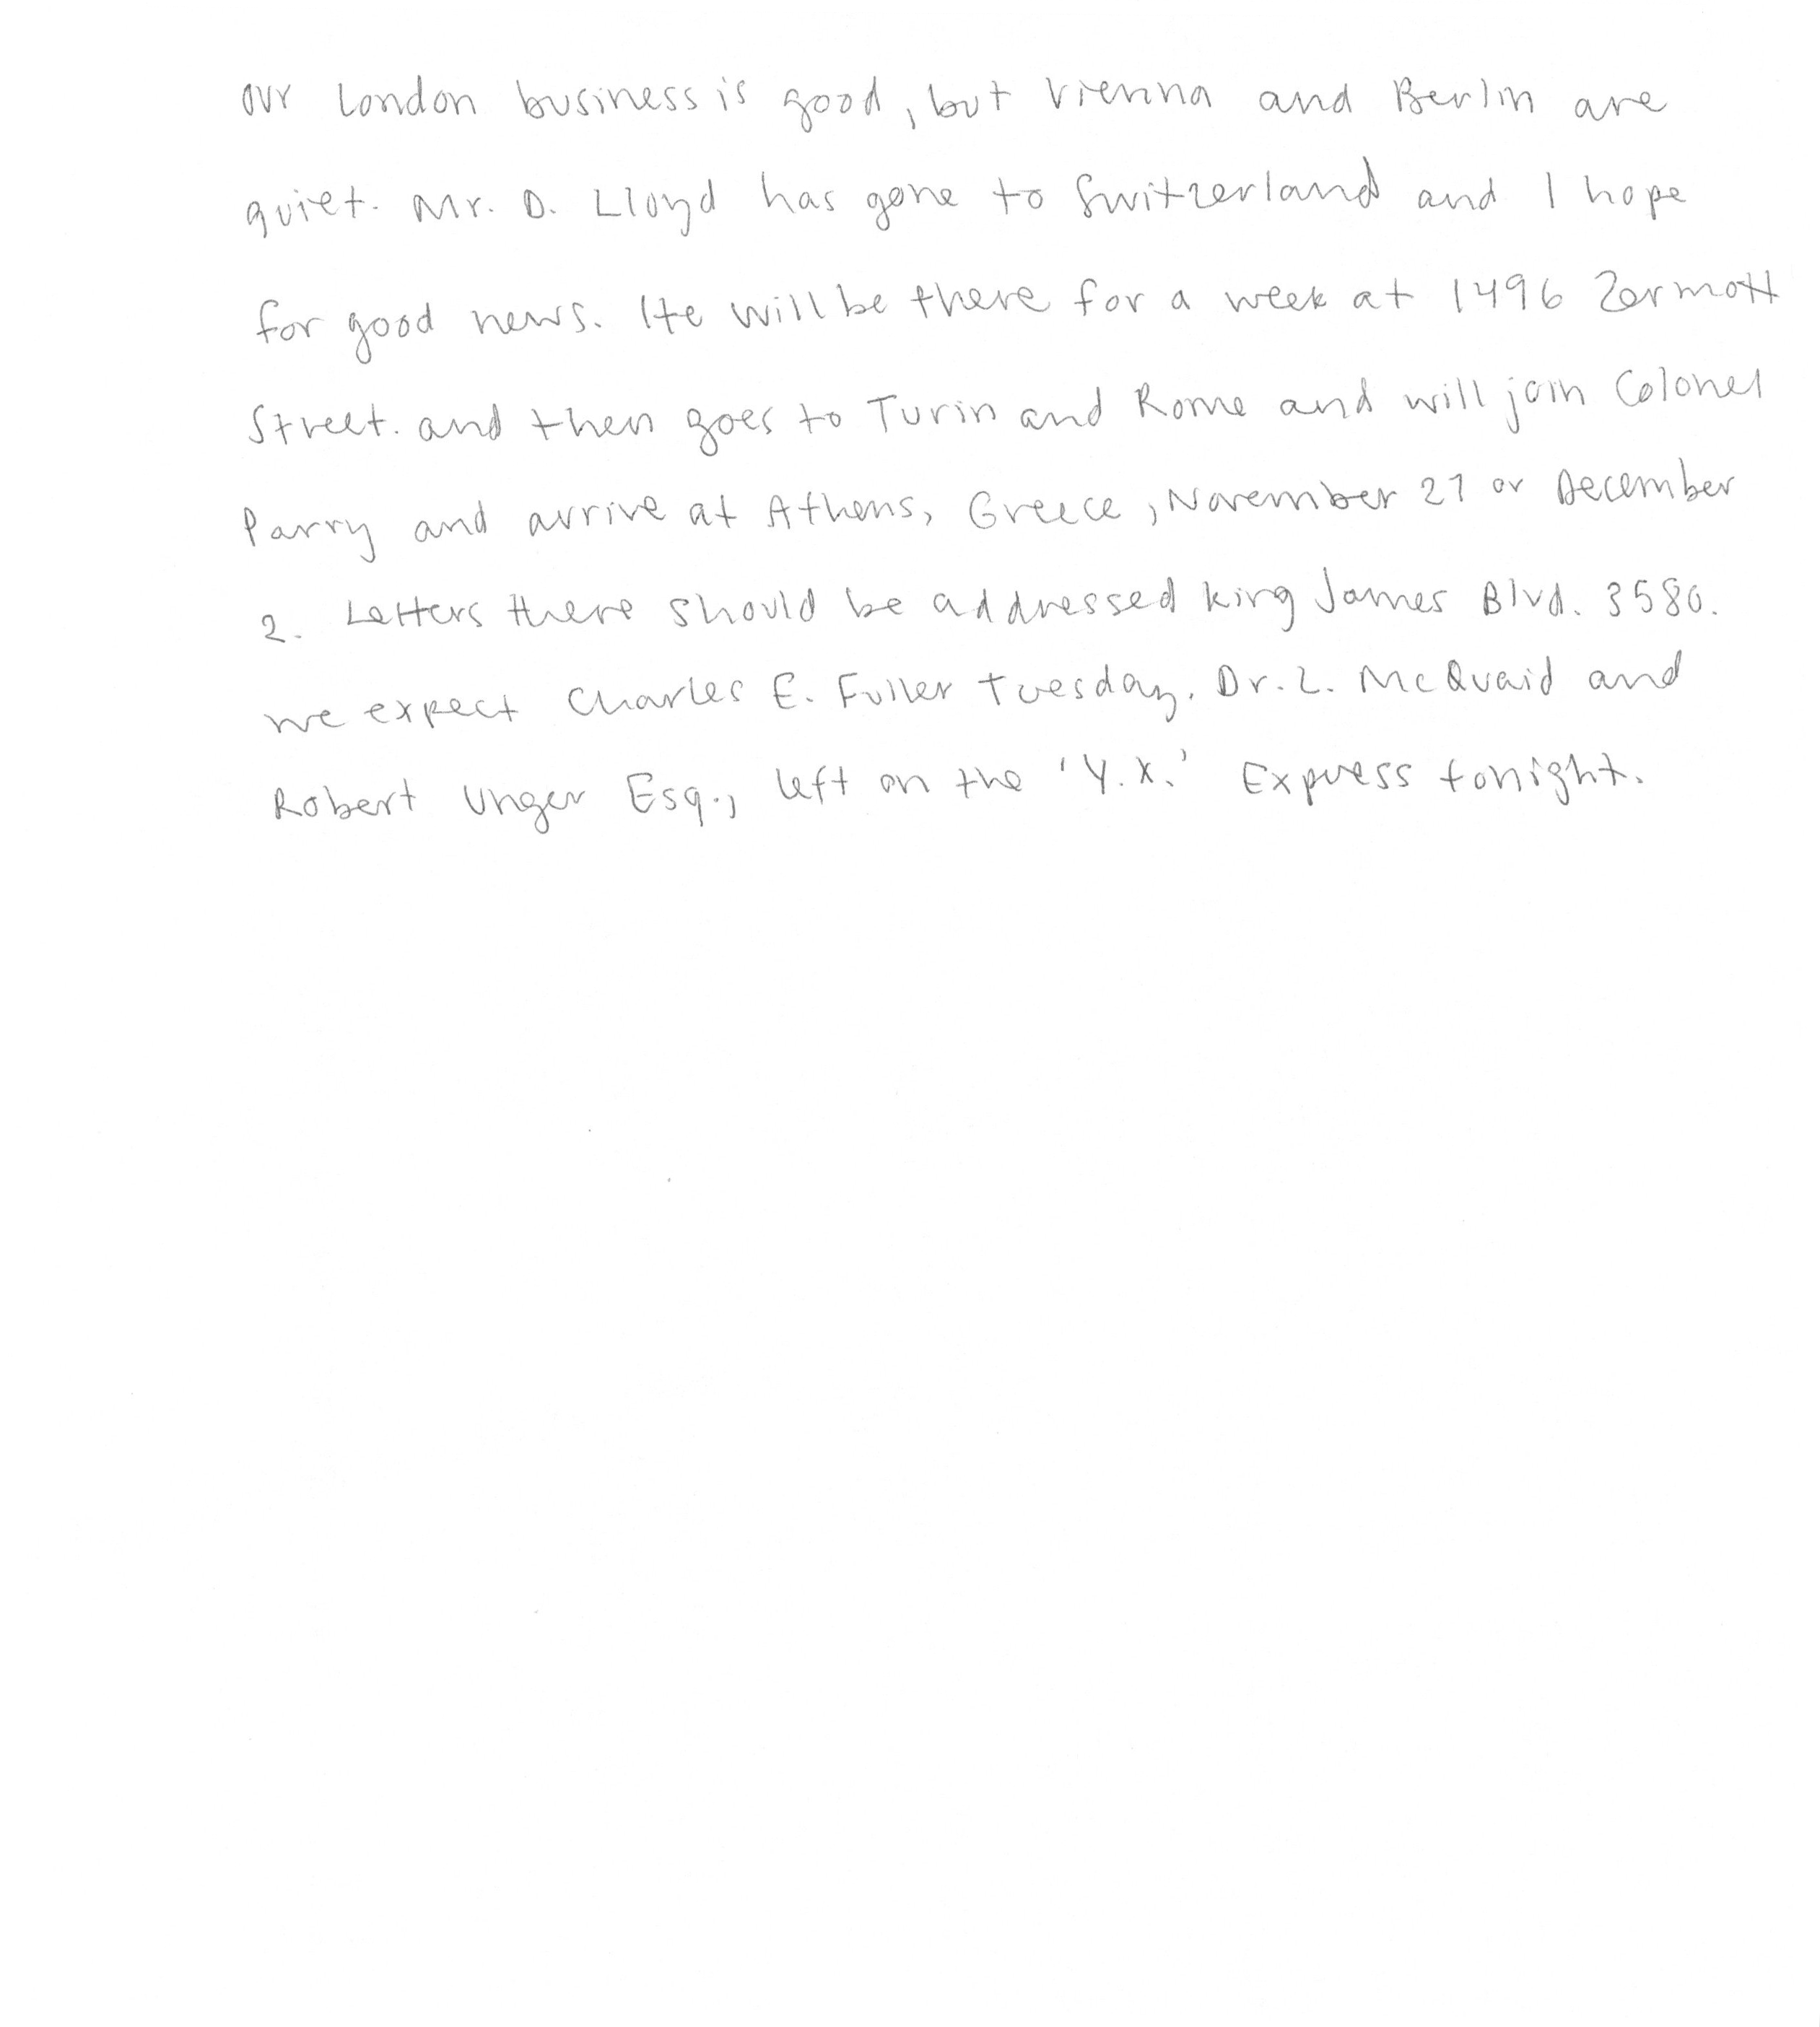 Our London business is good, but Vienna and Berlin are
quiet. Mr. D. Lloyd has gone to Switzerland and I hope
for good news. He will be there for a week at 1496 Zermott
Street. and then goes to Turin and Rome and will join Colonel
Parry and arrive at Athens, Greece, November 27 or December
2. Letters there should be addressed King James Blvd. 3580.
we expect Charles E. Fuller Tuesday. Dr. L. McQuaid and
Robert Unger Esq., left on the 'Y.X.' Express tonight.